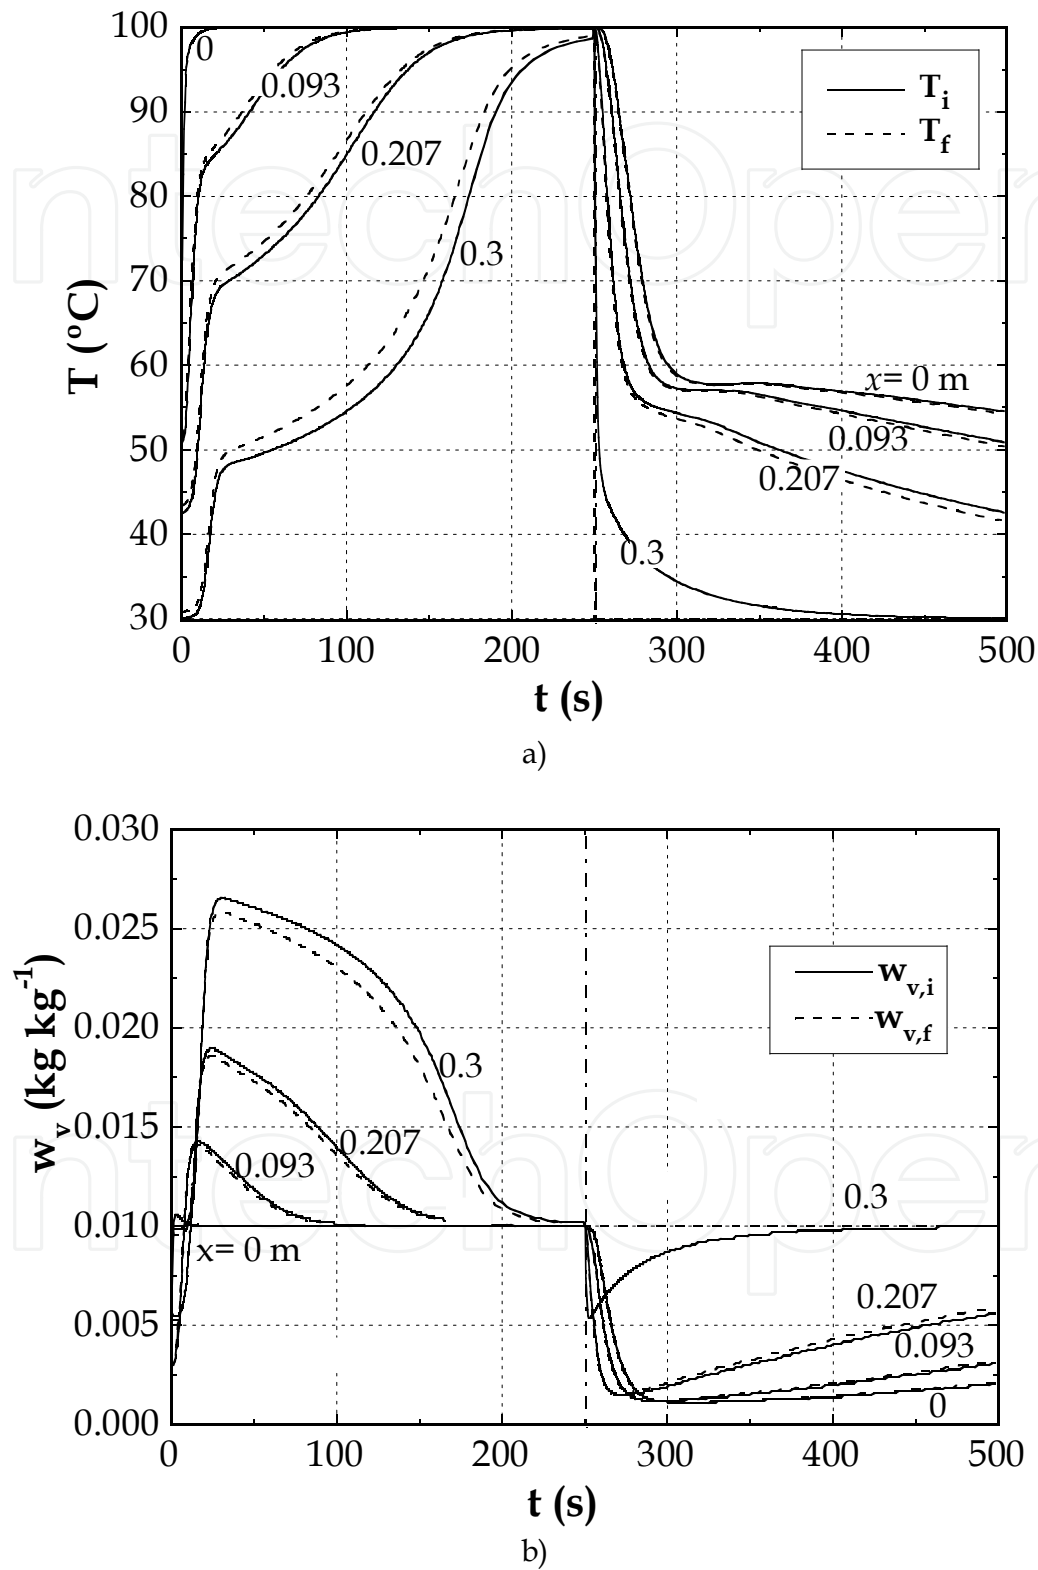 100
90
80
70
60
50
40
30
T (ºC)
0
0.093
0.207
0.3
T_i
T_f
x= 0 m
0.093
0.207
0.3
0 100 200 300 400 500
t (s)
a)
0.030
0.025
0.020
0.015
0.010
0.005
0.000
w_v (kg kg⁻¹)
w_v,i
w_v,f
0.3
0.207
0.093
x= 0 m
0.3
0.207
0.093
0
0 100 200 300 400 500
t (s)
b)
ntechOpen
ntechOpen